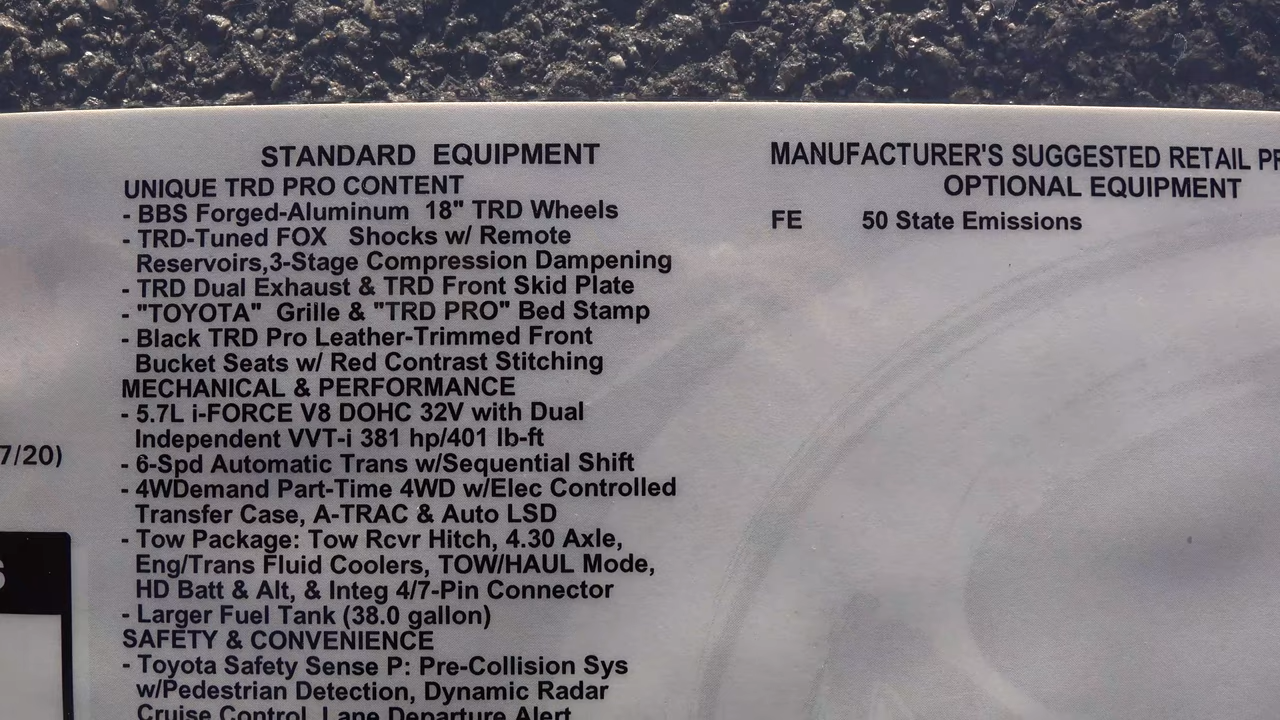 STANDARD EQUIPMENT
UNIQUE TRD PRO CONTENT
- BBS Forged-Aluminum 18" TRD Wheels
- TRD-Tuned FOX Shocks w/ Remote
Reservoirs,3-Stage Compression Dampening
- TRD Dual Exhaust & TRD Front Skid Plate
- "TOYOTA" Grille & "TRD PRO" Bed Stamp
- Black TRD Pro Leather-Trimmed Front
Bucket Seats w/ Red Contrast Stitching
MECHANICAL & PERFORMANCE
- 5.7L i-FORCE V8 DOHC 32V with Dual
Independent VVT-i 381 hp/401 lb-ft
- 6-Spd Automatic Trans w/Sequential Shift
- 4WDemand Part-Time 4WD w/Elec Controlled
Transfer Case, A-TRAC & Auto LSD
- Tow Package: Tow Rcvr Hitch, 4.30 Axle,
Eng/Trans Fluid Coolers, TOW/HAUL Mode,
HD Batt & Alt, & Integ 4/7-Pin Connector
- Larger Fuel Tank (38.0 gallon)
SAFETY & CONVENIENCE
- Toyota Safety Sense P: Pre-Collision Sys
w/Pedestrian Detection, Dynamic Radar
Cruise Control, Lane Departure Alert
MANUFACTURER'S SUGGESTED RETAIL PR
OPTIONAL EQUIPMENT
FE 50 State Emissions
7/20)